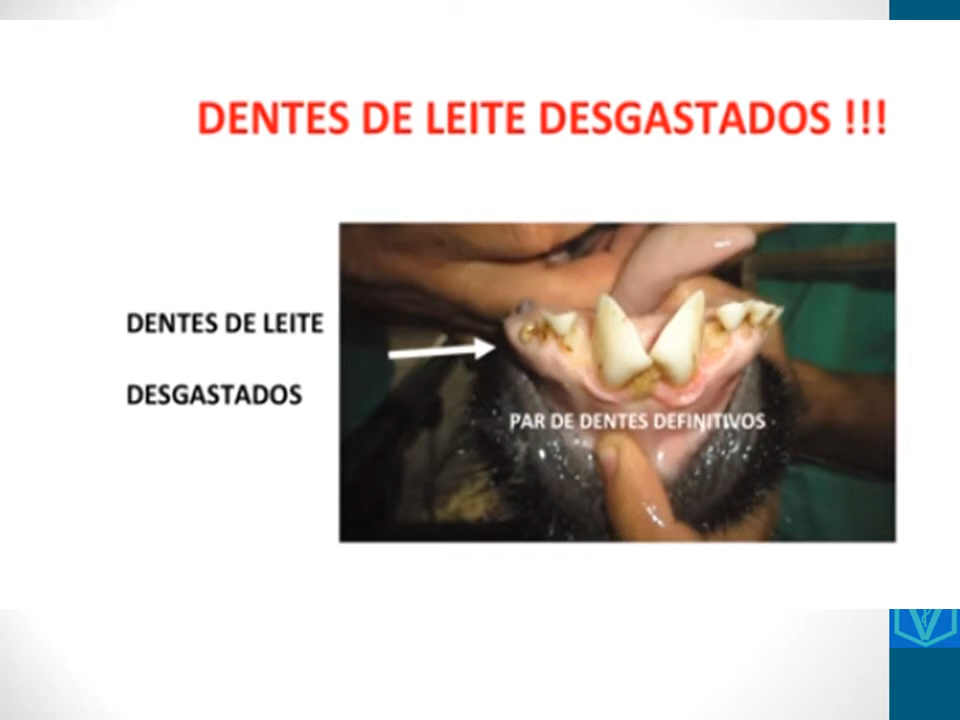 DENTES DE LEITE DESGASTADOS !!!
DENTES DE LEITE
DESGASTADOS
PAR DE DENTES DEFINITIVOS